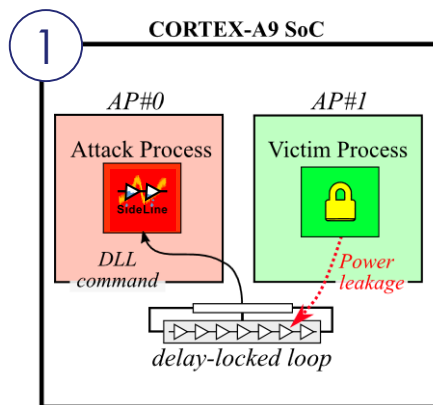 1
CORTEX-A9 SoC
AP#0
AP#1
Attack Process
Victim Process
SideLine
DLL
command
Power
leakage
delay-locked loop